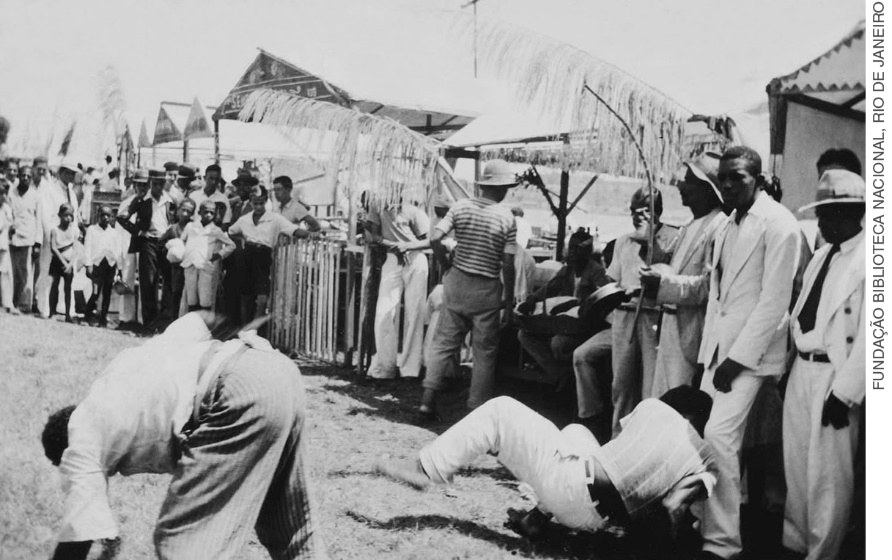 FUNDAÇÃO BIBLIOTECA NACIONAL, RIO DE JANEIRO